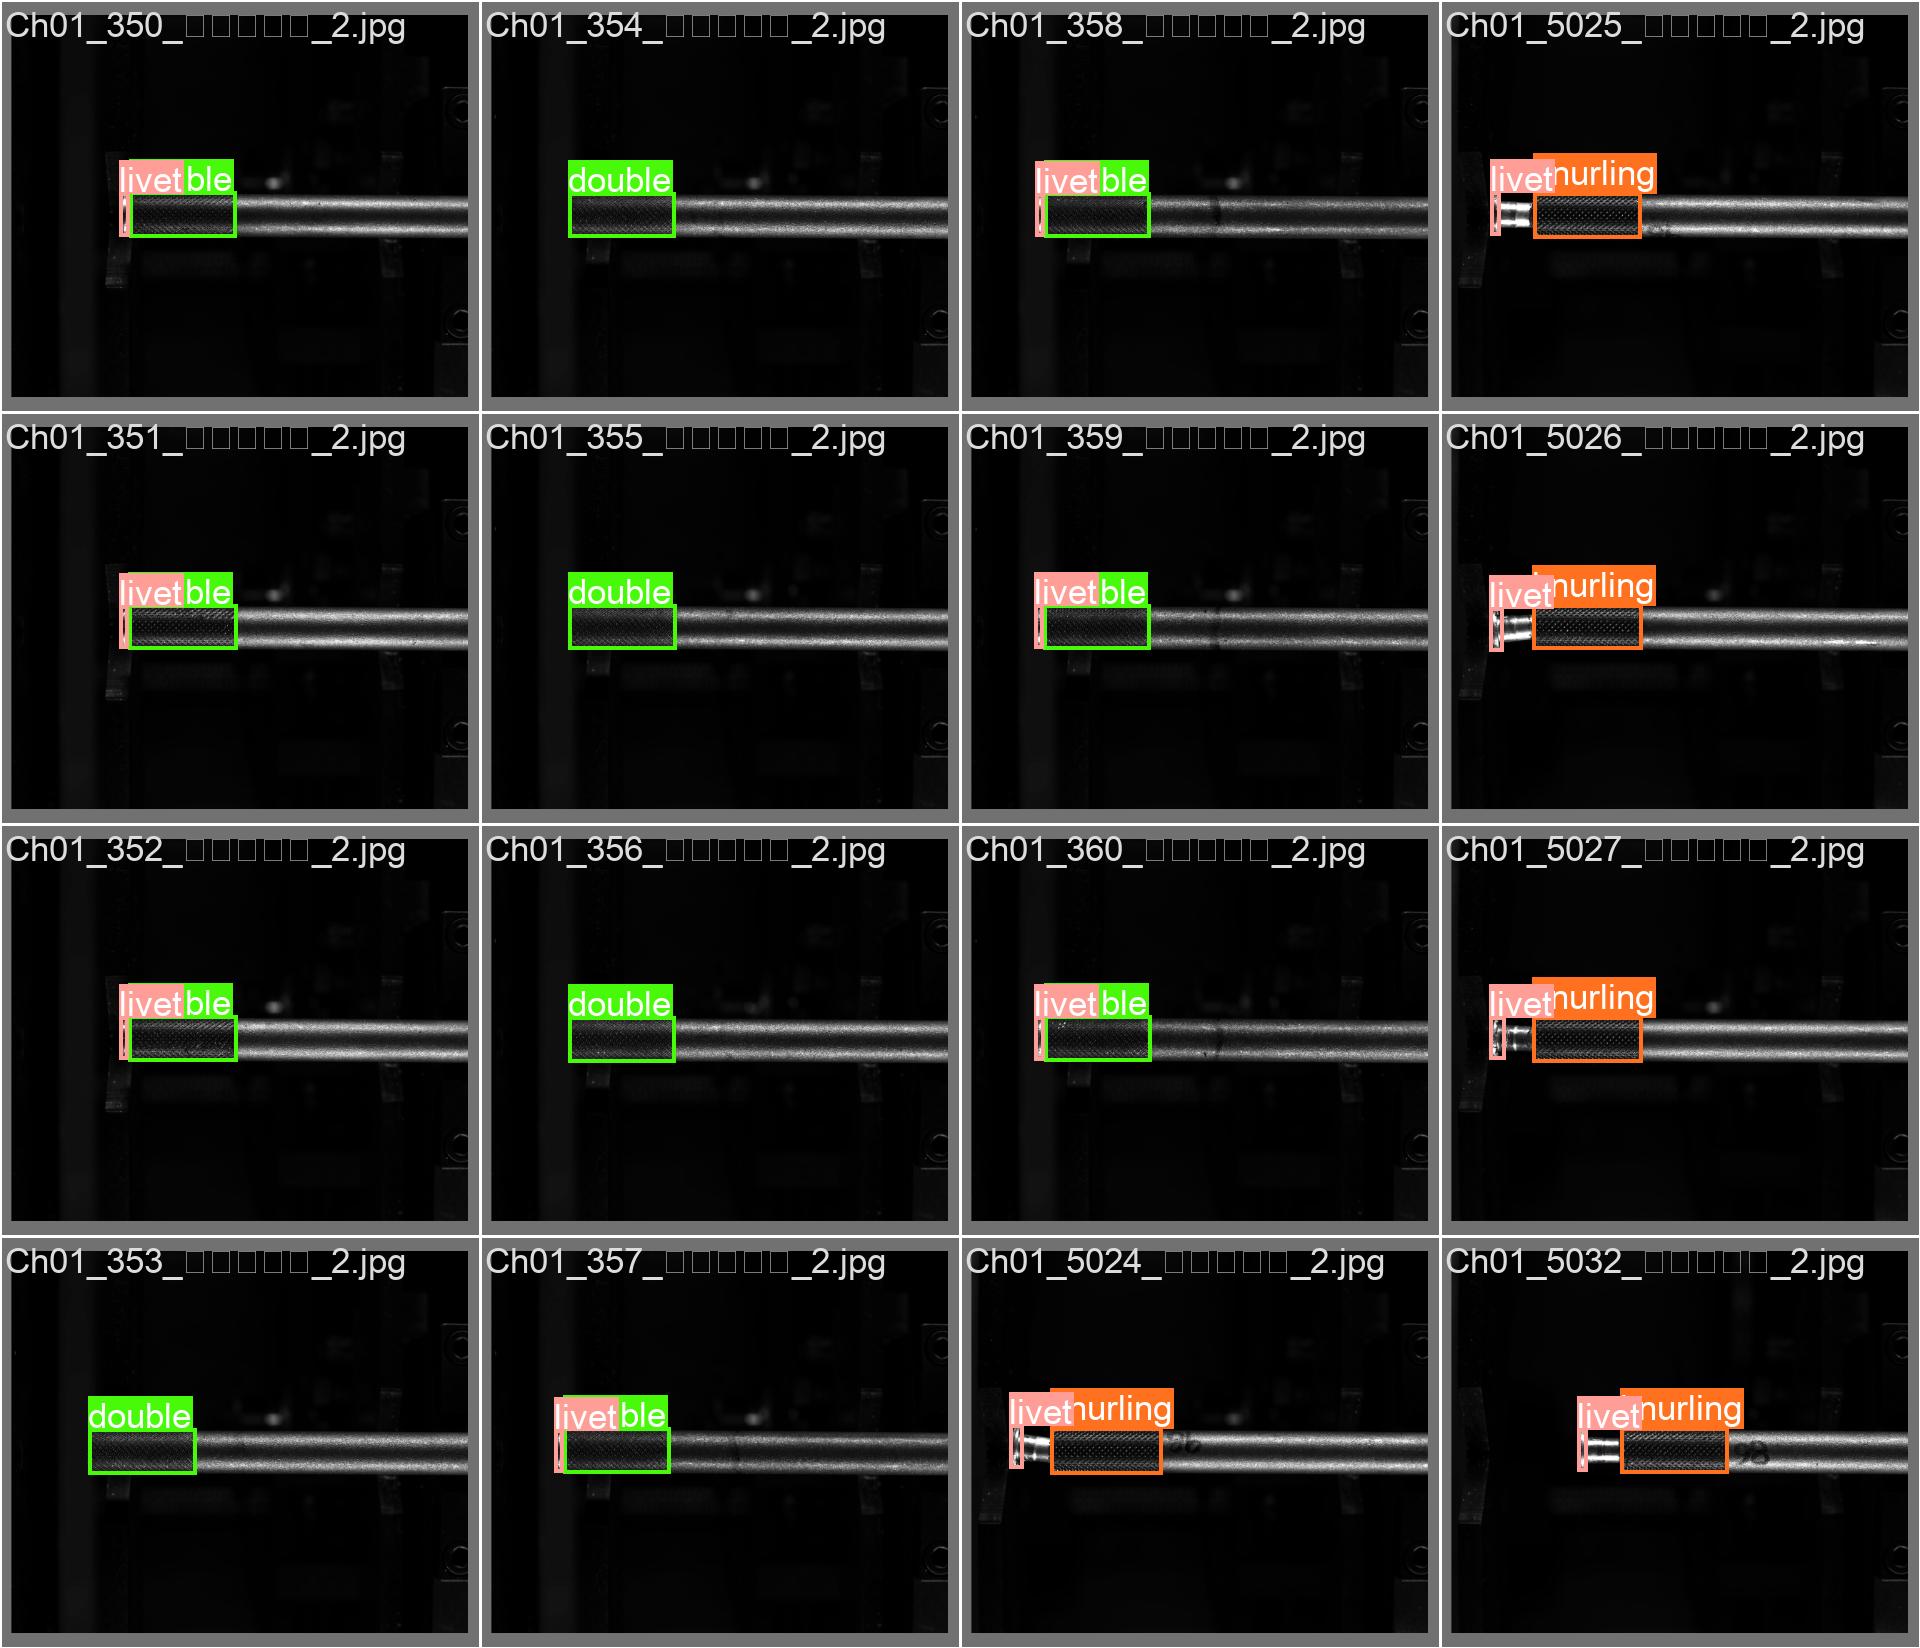 Ch01_350_□□□□□_2.jpg
livet ble
Ch01_354_□□□□□_2.jpg
double
Ch01_358_□□□□□_2.jpg
livet ble
Ch01_5025_□□□□□_2.jpg
livet nurling
Ch01_351_□□□□□_2.jpg
livet ble
Ch01_355_□□□□□_2.jpg
double
Ch01_359_□□□□□_2.jpg
livet ble
Ch01_5026_□□□□□_2.jpg
livet nurling
Ch01_352_□□□□□_2.jpg
livet ble
Ch01_356_□□□□□_2.jpg
double
Ch01_360_□□□□□_2.jpg
livet ble
Ch01_5027_□□□□□_2.jpg
livet nurling
Ch01_353_□□□□□_2.jpg
double
Ch01_357_□□□□□_2.jpg
livet ble
Ch01_5024_□□□□□_2.jpg
livet nurling
Ch01_5032_□□□□□_2.jpg
livet nurling